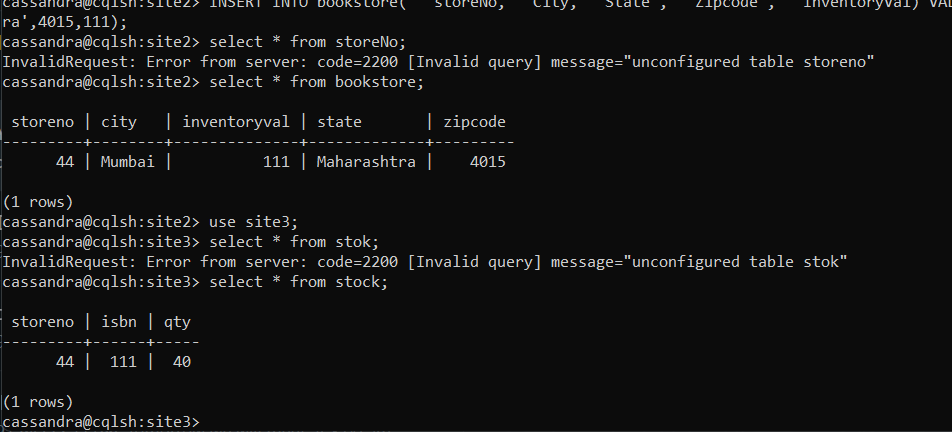 cassandra@cqlsh:site2> INSERT INTO bookstore( storeNo, City, State , Zipcode , InventoryVal) VAL
ra',4015,111);
cassandra@cqlsh:site2> select * from storeNo;
InvalidRequest: Error from server: code=2200 [Invalid query] message="unconfigured table storeno"
cassandra@cqlsh:site2> select * from bookstore;
storeno | city | inventoryval | state | zipcode
---------+--------+--------------+-------------+---------
44 | Mumbai | 111 | Maharashtra | 4015
(1 rows)
cassandra@cqlsh:site2> use site3;
cassandra@cqlsh:site3> select * from stok;
InvalidRequest: Error from server: code=2200 [Invalid query] message="unconfigured table stok"
cassandra@cqlsh:site3> select * from stock;
storeno | isbn | qty
---------+------+-----
44 | 111 | 40
(1 rows)
cassandra@cqlsh:site3>